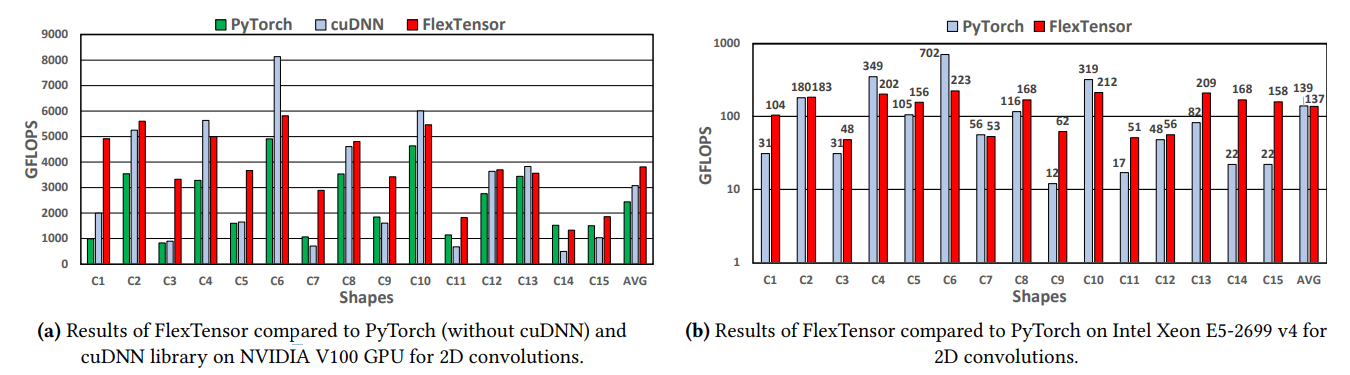 PyTorch cuDNN FlexTensor
GFLOPS
9000
8000
7000
6000
5000
4000
3000
2000
1000
0
C1 C2 C3 C4 C5 C6 C7 C8 C9 C10 C11 C12 C13 C14 C15 AVG
Shapes
(a) Results of FlexTensor compared to PyTorch (without cuDNN) and
cuDNN library on NVIDIA V100 GPU for 2D convolutions.
PyTorch FlexTensor
GFLOPS
1000
100
10
1
31 104 180 183 31 48 349 202 105 156 702 223 56 53 116 168 12 62 319 212 17 51 48 56 82 209 22 168 22 158 139 137
C1 C2 C3 C4 C5 C6 C7 C8 C9 C10 C11 C12 C13 C14 C15 AVG
Shapes
(b) Results of FlexTensor compared to PyTorch on Intel Xeon E5-2699 v4 for
2D convolutions.